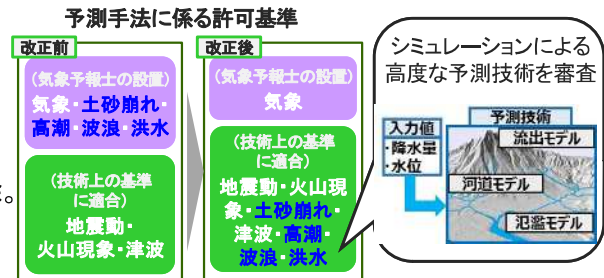 予測手法に係る許可基準
改正前
(気象予報士の設置)
気象・土砂崩れ・
高潮・波浪・洪水
(技術上の基準
に適合)
地震動・
火山現象・津波
改正後
(気象予報士の設置)
気象
(技術上の基準
に適合)
地震動・火山現
象・土砂崩れ・
津波・高潮・
波浪・洪水
シミュレーションによる
高度な予測技術を審査
入力値
・降水量
・水位
予測技術
流出モデル
河道モデル
氾濫モデル